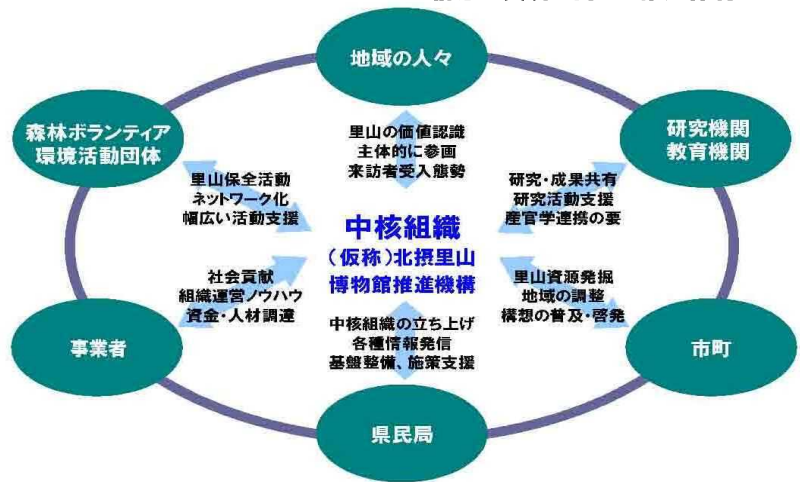 地域の人々
森林ボランティア
環境活動団体
研究機関
教育機関
里山の価値認識
主体的に参画
来訪者受入態勢
里山保全活動
ネットワーク化
幅広い活動支援
研究・成果共有
研究活動支援
産官学連携の要
中核組織
（仮称）北摂里山
博物館推進機構
社会貢献
組織運営ノウハウ
資金・人材調達
里山資源発掘
地域の調整
構想の普及・啓発
中核組織の立ち上げ
各種情報発信
基盤整備、施策支援
事業者
市町
県民局